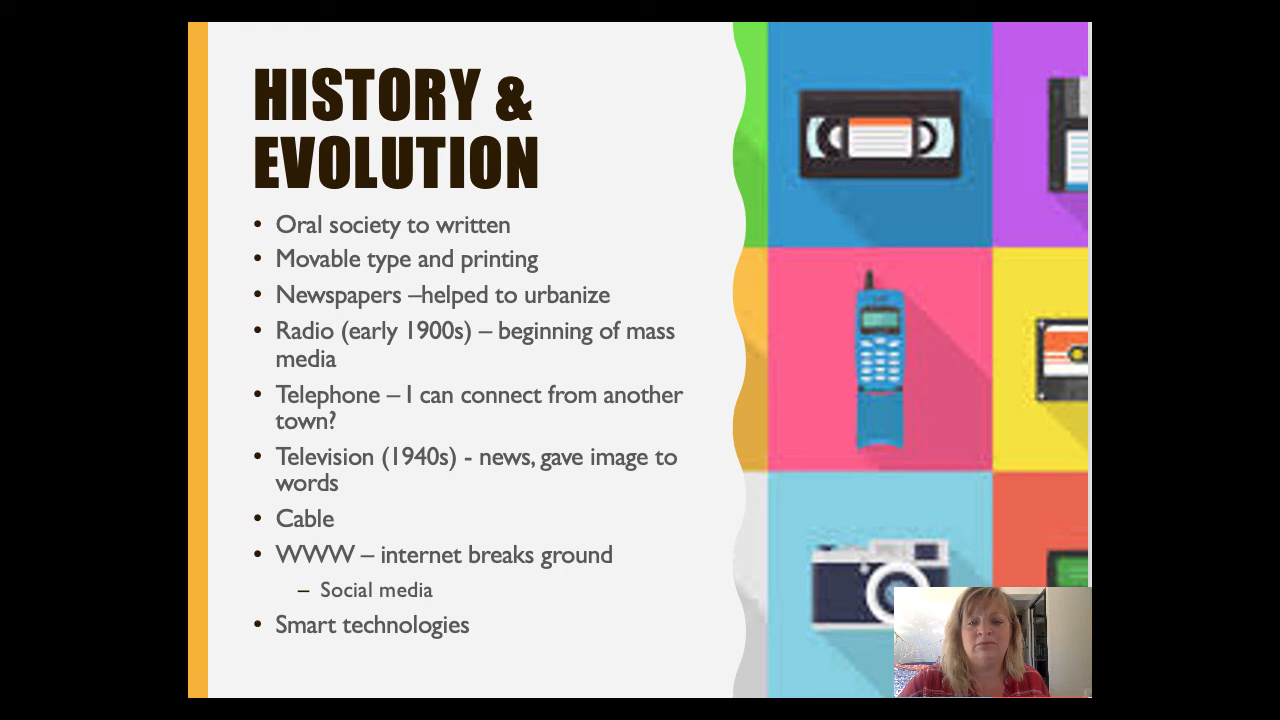 HISTORY &
EVOLUTION
• Oral society to written
• Movable type and printing
• Newspapers –helped to urbanize
• Radio (early 1900s) – beginning of mass
media
• Telephone – I can connect from another
town?
• Television (1940s) - news, gave image to
words
• Cable
• WWW – internet breaks ground
– Social media
• Smart technologies